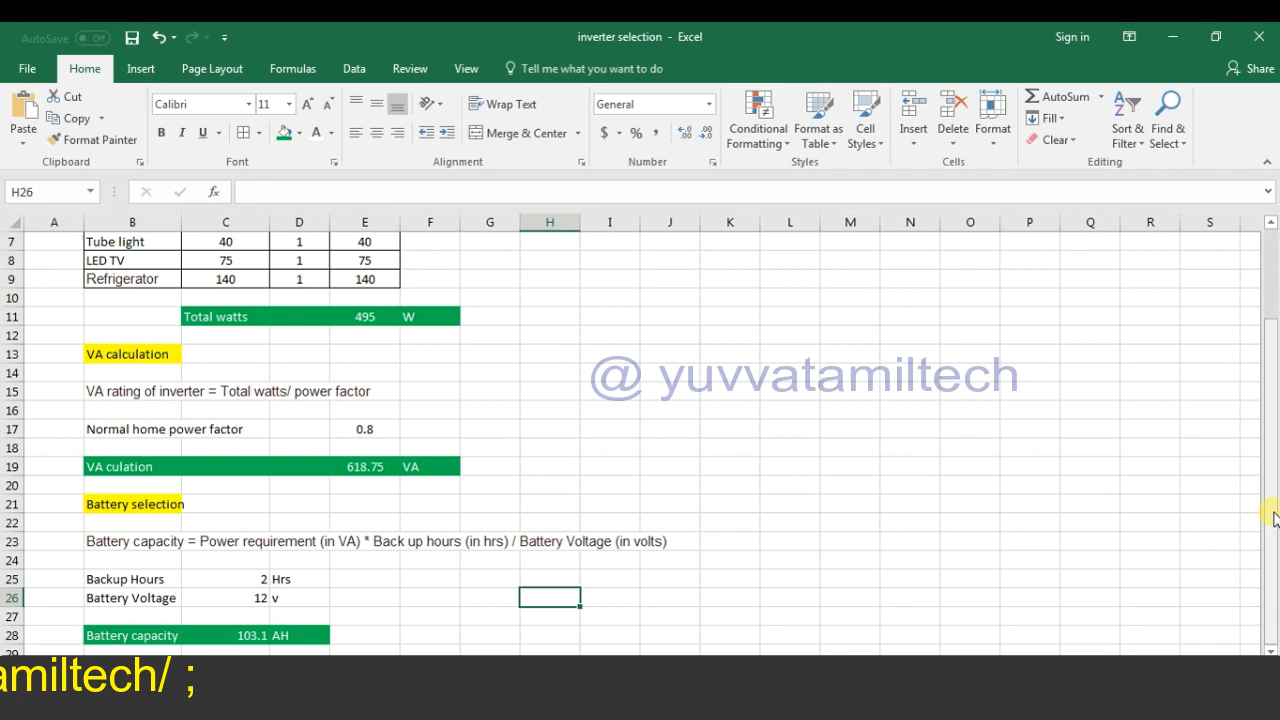 AutoSave Off inverter selection - Excel Sign in
File Home Insert Page Layout Formulas Data Review View Tell me what you want to do Share
Paste Cut Copy Format Painter Clipboard
Calibri 11 A A B I U A Font
Wrap Text Merge & Center Alignment
General $ % , Number
Conditional Formatting Format as Table Cell Styles Styles
Insert Delete Format Cells
AutoSum Fill Clear Sort & Filter Find & Select Editing
H26 fx
A B C D E F G H I J K L M N O P Q R S
7 Tube light 40 1 40
8 LED TV 75 1 75
9 Refrigerator 140 1 140
10
11 Total watts 495 W
12
13 VA calculation
14
@ yuvvatamiltech
15 VA rating of inverter = Total watts/ power factor
16
17 Normal home power factor 0.8
18
19 VA culation 618.75 VA
20
21 Battery selection
22
23 Battery capacity = Power requirement (in VA) * Back up hours (in hrs) / Battery Voltage (in volts)
24
25 Backup Hours 2 Hrs
26 Battery Voltage 12 v
27
28 Battery capacity 103.1 AH
29
amiltech/ ;